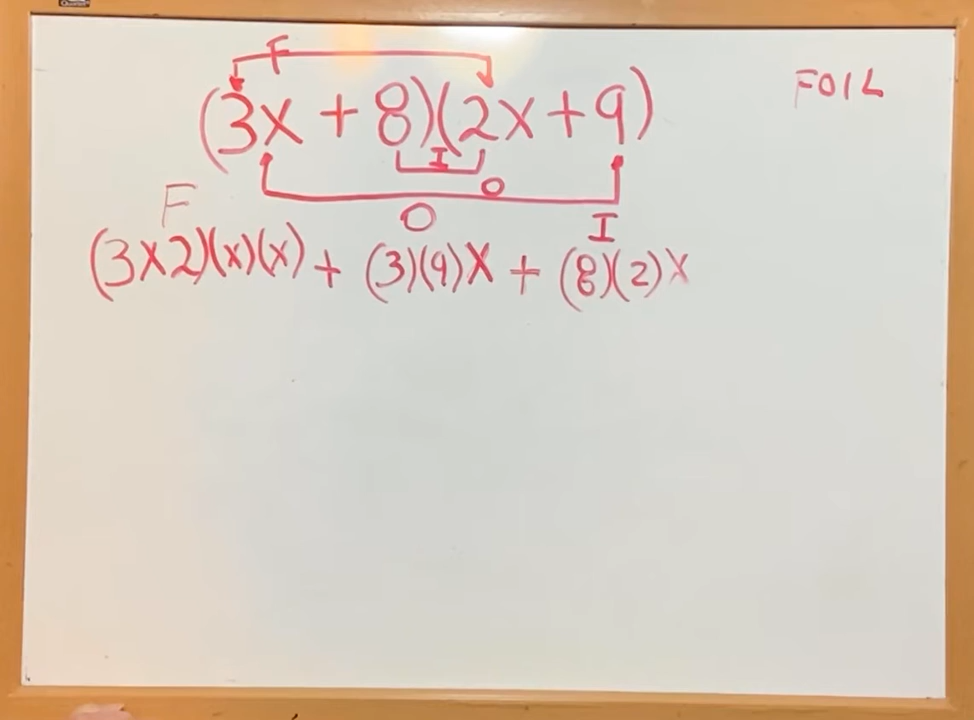 F
FOIL
(3x + 8)(2x + 9)
I
O
F O I
(3x2)(x)(x) + (3)(9)x + (8)(2)x